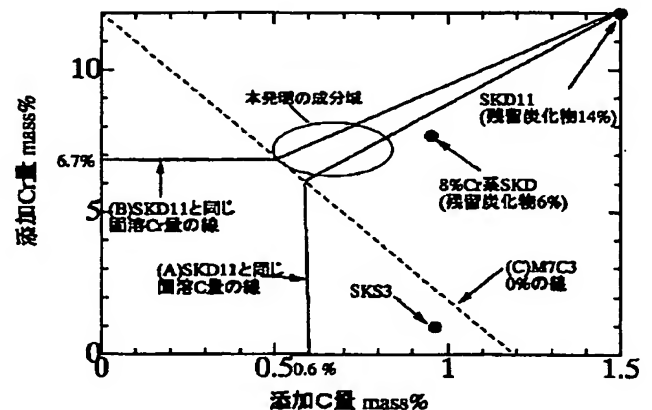 10
本発明の成分域
SKD11
(残留炭化物14%)
6.7%
8%Cr系SKD
(残留炭化物6%)
添加Cr量 mass%
5
(B)SKD11と同じ
固溶Cr量の線
(A)SKD11と同じ
固溶C量の線
(C)M7C3
0%の線
SKS3
0
0 0.5 0.6 % 1 1.5
添加C量 mass%